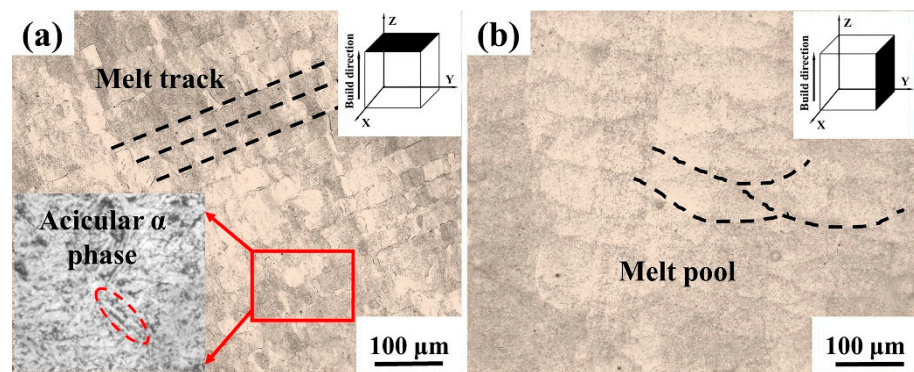 (a)
Melt track
Build direction
Z
Y
X
Acicular α
phase
100 μm
(b)
Build direction
Z
Y
X
Melt pool
100 μm